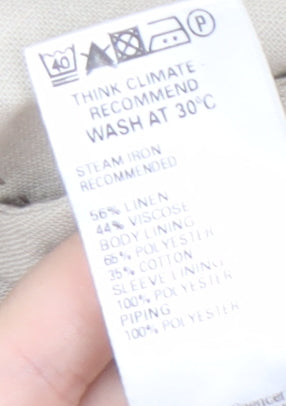 40 P
THINK CLIMATE
RECOMMEND
WASH AT 30°C
STEAM IRON
RECOMMENDED
56% LINEN
44% VISCOSE
BODY LINING
65% POLYESTER
35% COTTON
SLEEVE LINING
100% POLYESTER
PIPING
100% POLYESTER